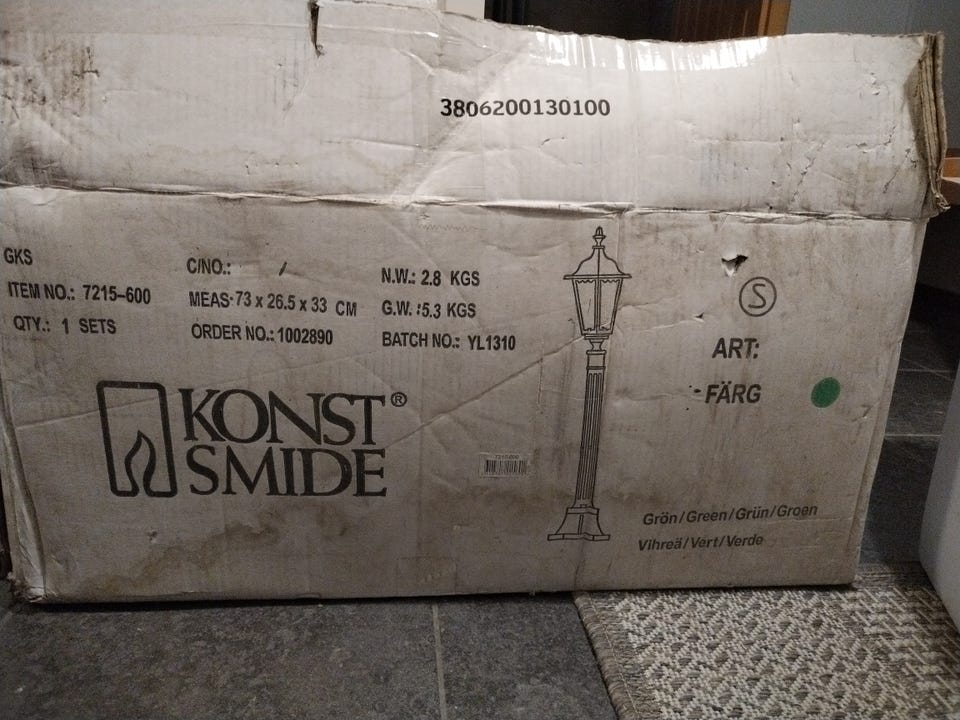 3806200130100
GKS
ITEM NO.: 7215-600
QTY.: 1 SETS
C/NO.: /
MEAS: 73 x 26.5 x 33 CM
ORDER NO.: 1002890
N.W.: 2.8 KGS
G.W.: 5.3 KGS
BATCH NO.: YL1310
KONST®
SMIDE
7215-600
S
ART:
FÄRG
Grön/Green/Grün/Groen
Vihreä/Vert/Verde